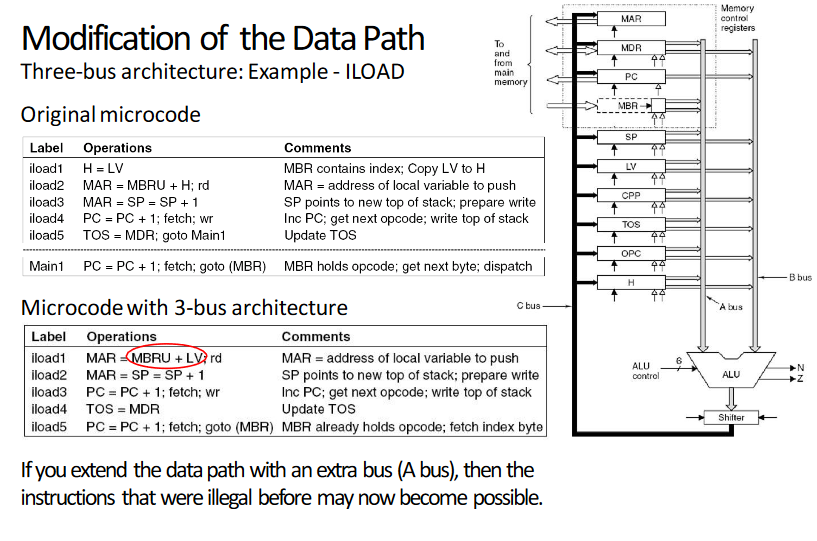 Modification of the Data Path
Three-bus architecture: Example - ILOAD
Original microcode
Label Operations Comments
iload1 H = LV MBR contains index; Copy LV to H
iload2 MAR = MBRU + H; rd MAR = address of local variable to push
iload3 MAR = SP = SP + 1 SP points to new top of stack; prepare write
iload4 PC = PC + 1; fetch; wr Inc PC; get next opcode; write top of stack
iload5 TOS = MDR; goto Main1 Update TOS
Main1 PC = PC + 1; fetch; goto (MBR) MBR holds opcode; get next byte; dispatch
Microcode with 3-bus architecture
Label Operations Comments
iload1 MAR = MBRU + LV; rd MAR = address of local variable to push
iload2 MAR = SP = SP + 1 SP points to new top of stack; prepare write
iload3 PC = PC + 1; fetch; wr Inc PC; get next opcode; write top of stack
iload4 TOS = MDR Update TOS
iload5 PC = PC + 1; fetch; goto (MBR) MBR already holds opcode; fetch index byte
If you extend the data path with an extra bus (A bus), then the
instructions that were illegal before may now become possible.
To
and
from
main
memory
MAR
MDR
PC
MBR
SP
LV
CPP
TOS
OPC
H
Memory
control
registers
C bus
A bus
B bus
ALU
control
6
ALU
N
Z
Shifter